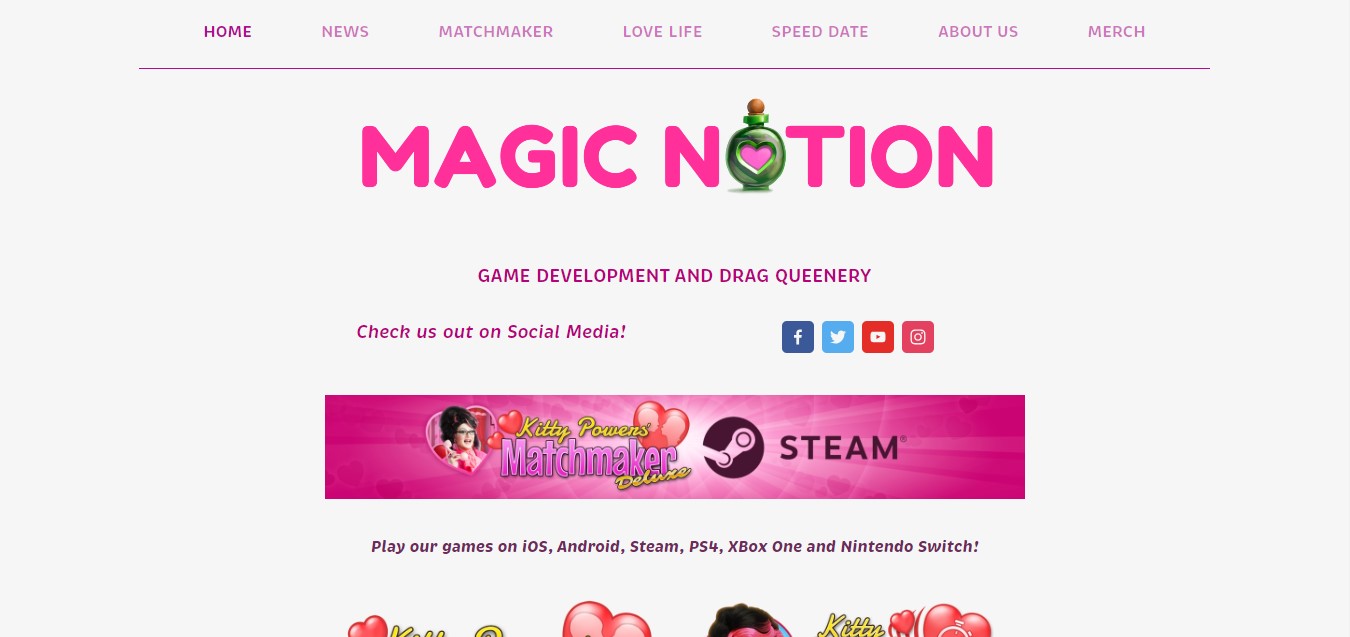 HOME NEWS MATCHMAKER LOVE LIFE SPEED DATE ABOUT US MERCH
MAGIC NOTION
GAME DEVELOPMENT AND DRAG QUEENERY
Check us out on Social Media!
Kitty Powers'
Matchmaker
Deluxe
STEAM®
Play our games on iOS, Android, Steam, PS4, XBox One and Nintendo Switch!
Kitty